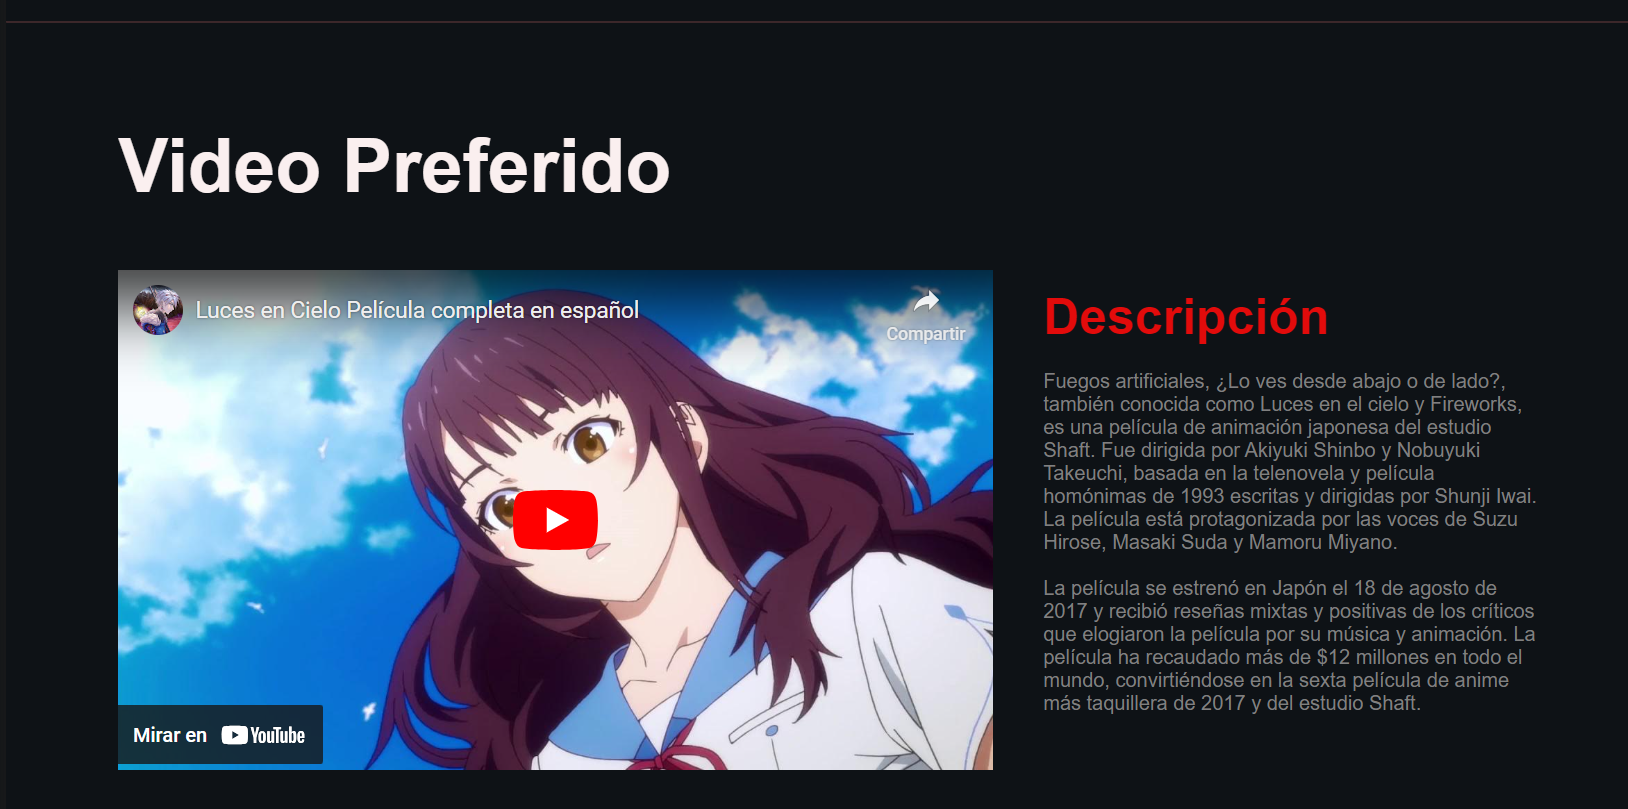 Video Preferido
Luces en Cielo Película completa en español
Compartir
Mirar en YouTube
Descripción
Fuegos artificiales, ¿Lo ves desde abajo o de lado?,
también conocida como Luces en el cielo y Fireworks,
es una película de animación japonesa del estudio
Shaft. Fue dirigida por Akiyuki Shinbo y Nobuyuki
Takeuchi, basada en la telenovela y película
homónimas de 1993 escritas y dirigidas por Shunji Iwai.
La película está protagonizada por las voces de Suzu
Hirose, Masaki Suda y Mamoru Miyano.
La película se estrenó en Japón el 18 de agosto de
2017 y recibió reseñas mixtas y positivas de los críticos
que elogiaron la película por su música y animación. La
película ha recaudado más de $12 millones en todo el
mundo, convirtiéndose en la sexta película de anime
más taquillera de 2017 y del estudio Shaft.